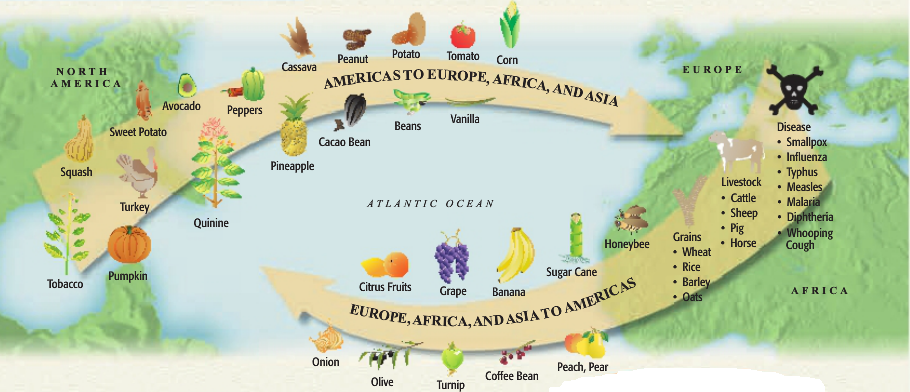 NORTH
AMERICA
EUROPE
AFRICA
ATLANTIC OCEAN
AMERICAS TO EUROPE, AFRICA, AND ASIA
Cassava
Peanut
Potato
Tomato
Corn
Avocado
Peppers
Sweet Potato
Squash
Turkey
Quinine
Tobacco
Pumpkin
Pineapple
Cacao Bean
Beans
Vanilla
EUROPE, AFRICA, AND ASIA TO AMERICAS
Citrus Fruits
Grape
Banana
Sugar Cane
Honeybee
Onion
Olive
Turnip
Coffee Bean
Peach, Pear
Grains
• Wheat
• Rice
• Barley
• Oats
Livestock
• Cattle
• Sheep
• Pig
• Horse
Disease
• Smallpox
• Influenza
• Typhus
• Measles
• Malaria
• Diphtheria
• Whooping
Cough